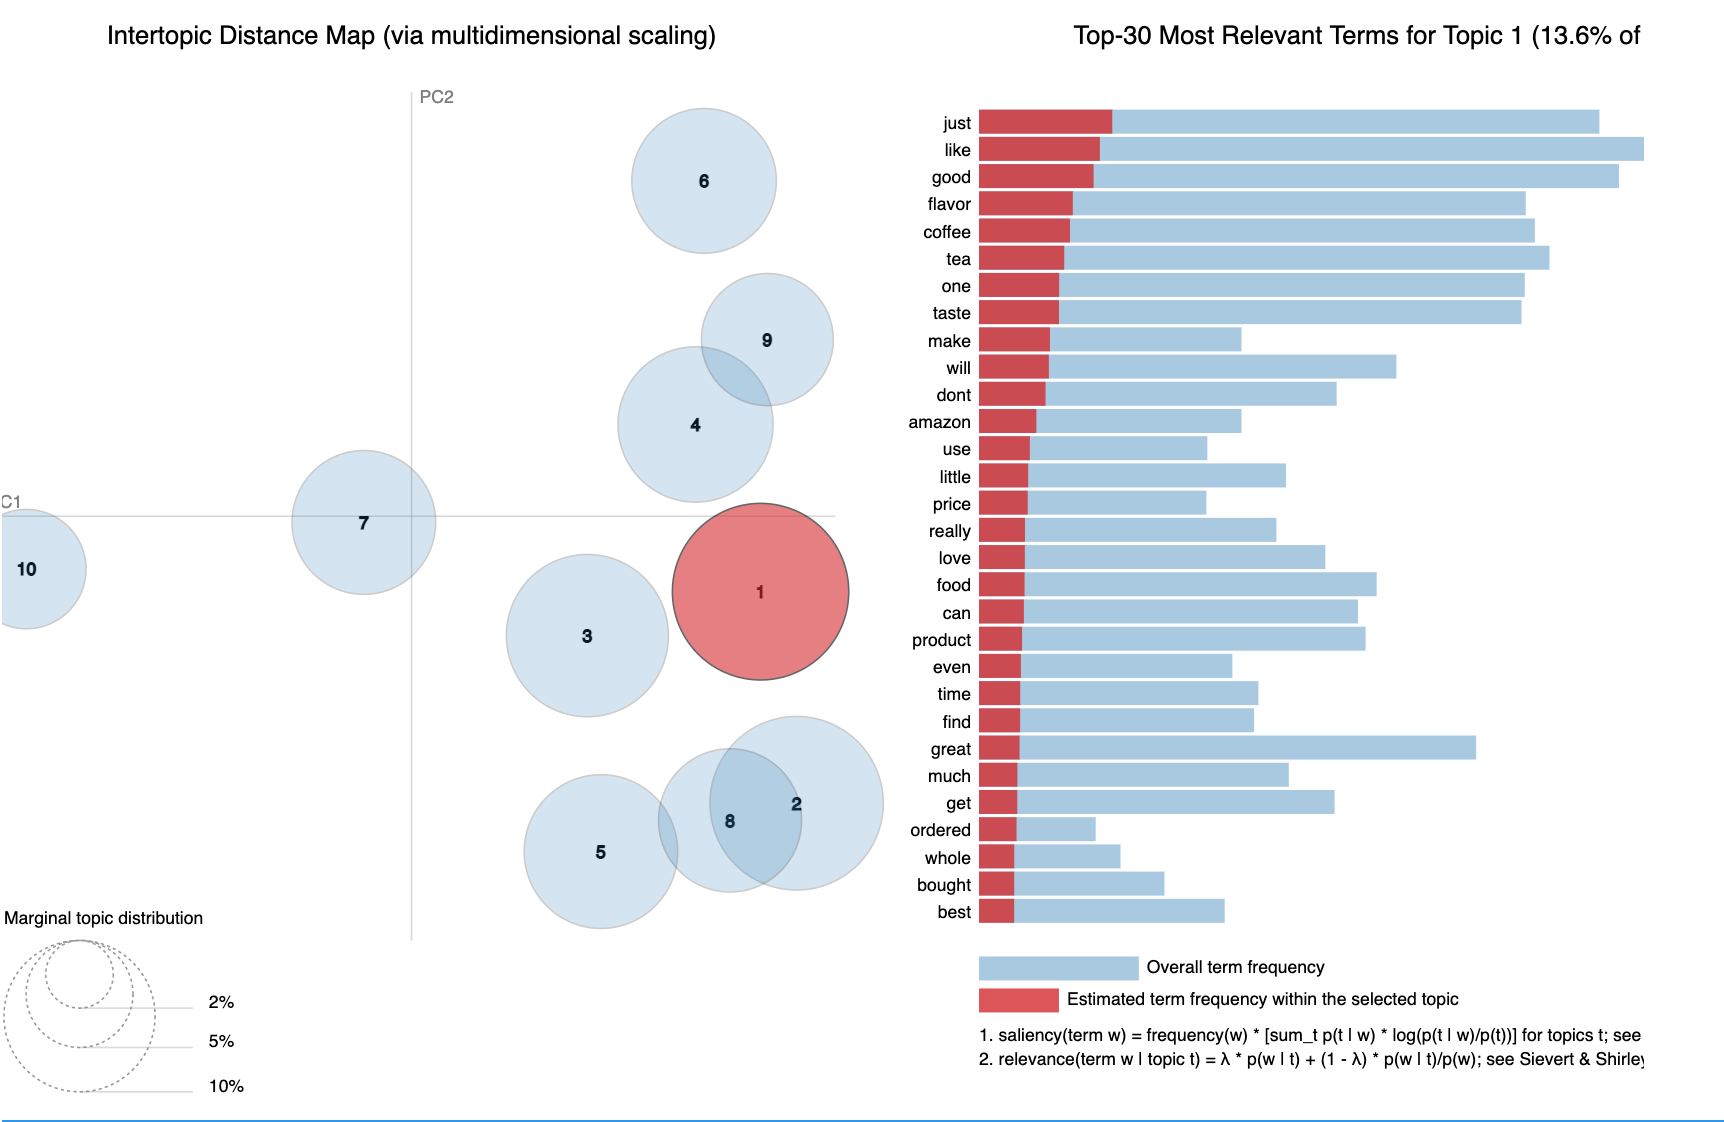 Intertopic Distance Map (via multidimensional scaling)
PC2
6
9
4
C1
7
10
1
3
2
8
5
Marginal topic distribution
2%
5%
10%
Top-30 Most Relevant Terms for Topic 1 (13.6% of
just
like
good
flavor
coffee
tea
one
taste
make
will
dont
amazon
use
little
price
really
love
food
can
product
even
time
find
great
much
get
ordered
whole
bought
best
Overall term frequency
Estimated term frequency within the selected topic
1. saliency(term w) = frequency(w) * [sum_t p(t | w) * log(p(t | w)/p(t))] for topics t; see
2. relevance(term w | topic t) = λ * p(w | t) + (1 - λ) * p(w | t)/p(w); see Sievert & Shirley